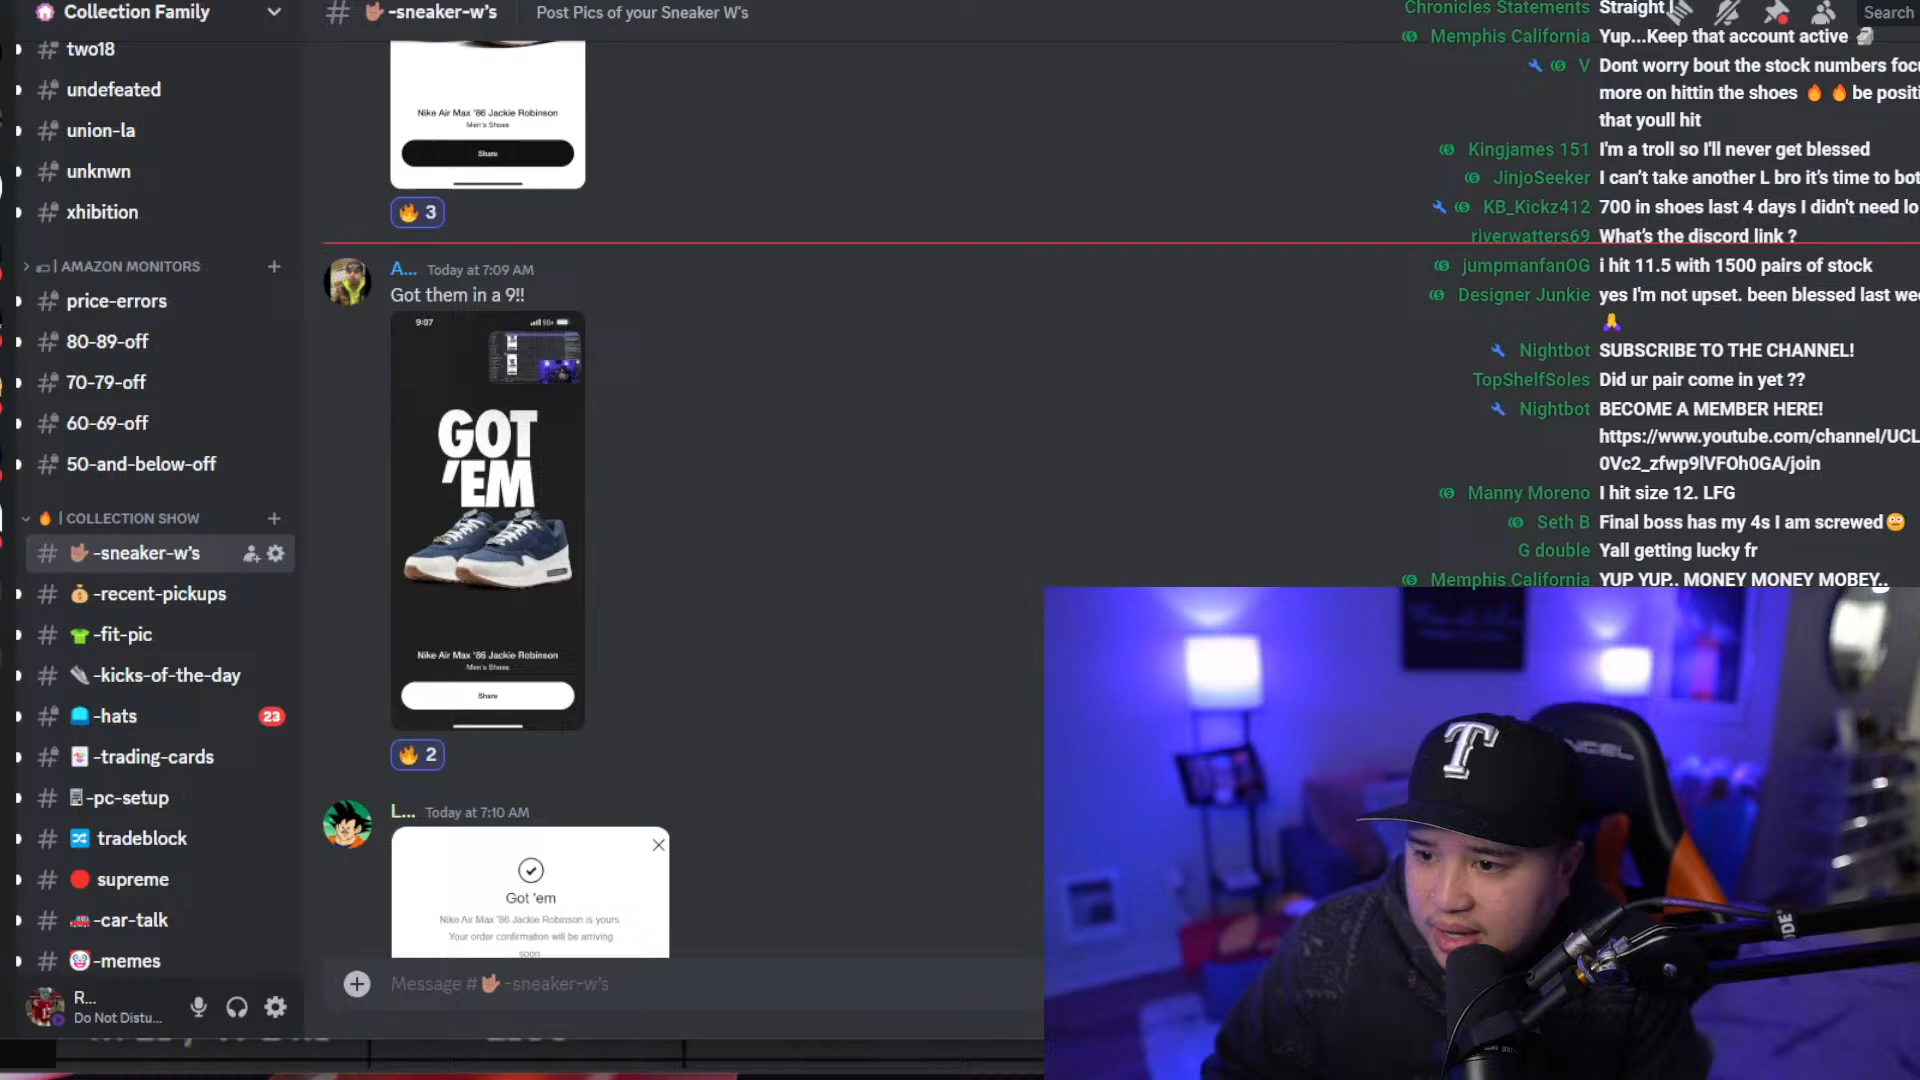 Collection Family
two18
undefeated
union-la
unknwn
xhibition
| AMAZON MONITORS
price-errors
80-89-off
70-79-off
60-69-off
50-and-below-off
| COLLECTION SHOW
-sneaker-w's
-recent-pickups
-fit-pic
-kicks-of-the-day
-hats
23
-trading-cards
-pc-setup
tradeblock
supreme
-car-talk
-memes
R...
Do Not Distu...
-sneaker-w's
Post Pics of your Sneaker W's
Search
Nike Air Max '86 Jackie Robinson
Men's Shoes
Share
3
A... Today at 7:09 AM
Got them in a 9!!
9:07
GOT
'EM
Nike Air Max '86 Jackie Robinson
Men's Shoes
Share
2
L... Today at 7:10 AM
Got 'em
Nike Air Max '86 Jackie Robinson is yours.
Your order confirmation will be arriving
soon.
Message # -sneaker-w's
Chronicles Statements Straight
Memphis California Yup...Keep that account active
V Dont worry bout the stock numbers focu
more on hittin the shoes be positi
that youll hit
Kingjames 151 I'm a troll so I'll never get blessed
JinjoSeeker I can't take another L bro it's time to bot
KB_Kickz412 700 in shoes last 4 days I didn't need lo
riverwatters69 What's the discord link ?
jumpmanfanOG i hit 11.5 with 1500 pairs of stock
Designer Junkie yes I'm not upset. been blessed last wee
Nightbot SUBSCRIBE TO THE CHANNEL!
TopShelfSoles Did ur pair come in yet ??
Nightbot BECOME A MEMBER HERE!
https://www.youtube.com/channel/UCL
0Vc2_zfwp9lVFOh0GA/join
Manny Moreno I hit size 12. LFG
Seth B Final boss has my 4s I am screwed
G double Yall getting lucky fr
Memphis California YUP YUP.. MONEY MONEY MOBEY..
T